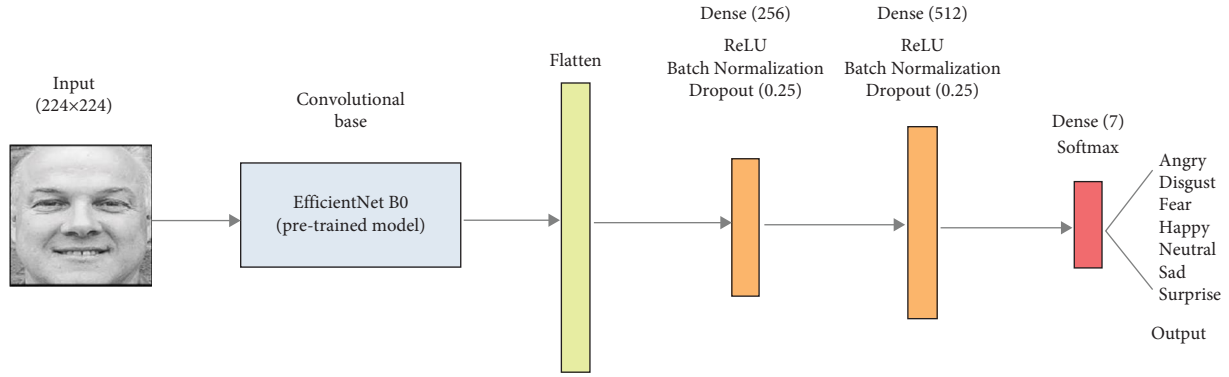 Input
(224×224)
Convolutional
base
EfficientNet B0
(pre-trained model)
Flatten
Dense (256)
ReLU
Batch Normalization
Dropout (0.25)
Dense (512)
ReLU
Batch Normalization
Dropout (0.25)
Dense (7)
Softmax
Angry
Disgust
Fear
Happy
Neutral
Sad
Surprise
Output